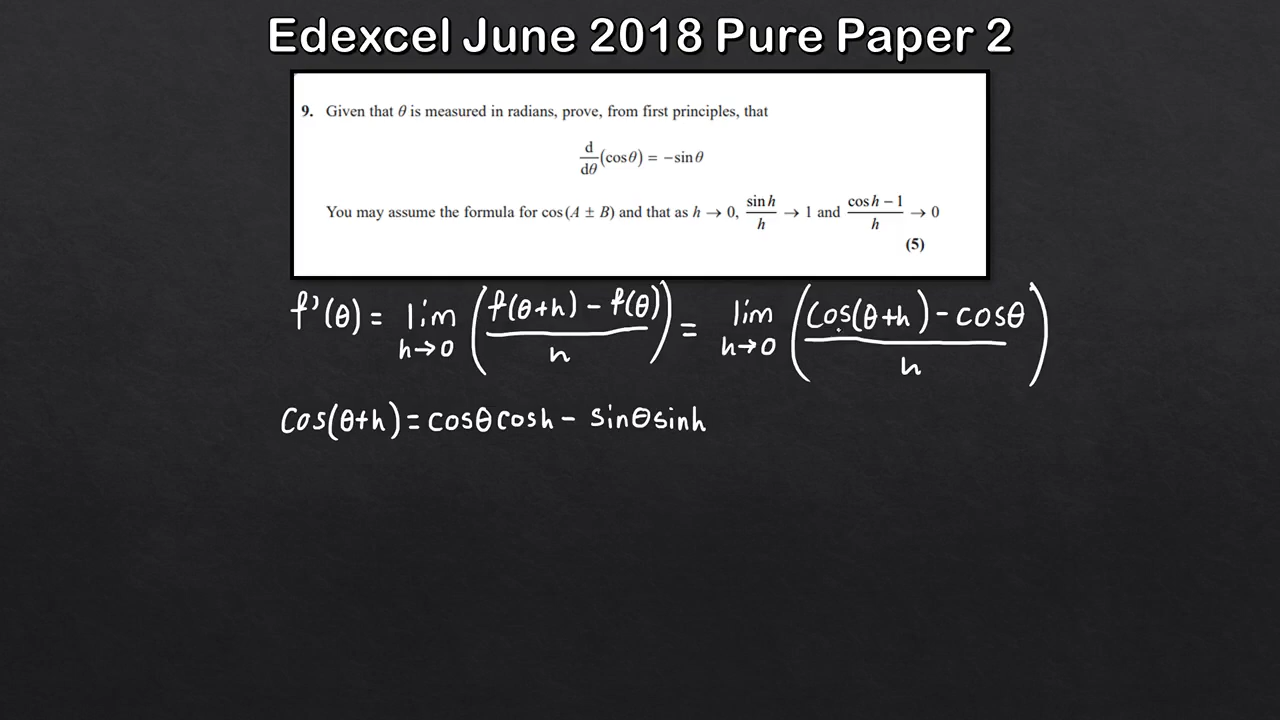 Edexcel June 2018 Pure Paper 2
9. Given that θ is measured in radians, prove, from first principles, that
d/dθ (cosθ) = −sinθ
You may assume the formula for cos(A ± B) and that as h → 0, sin h/h → 1 and cos h − 1/h → 0
(5)
f'(θ) = lim h→0 (f(θ+h) − f(θ)/h) = lim h→0 (cos(θ+h) − cosθ/h)
cos(θ+h) = cosθcosh − sinθsinh